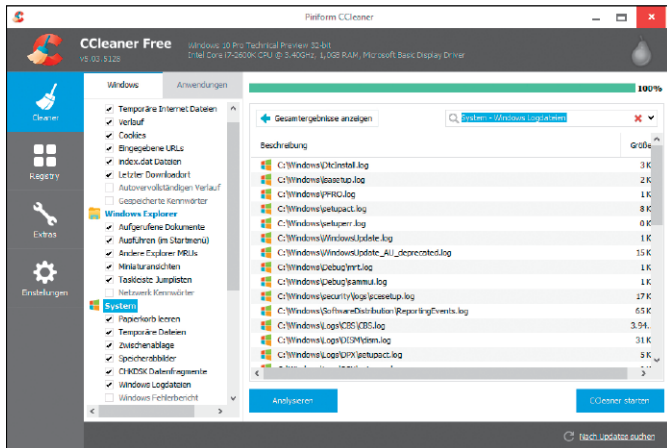 Piriform CCleaner
CCleaner Free
v5.03.5128
Windows 10 Pro Technical Preview 32-bit
Intel Core i7-2600K CPU @ 3.40GHz, 1,0GB RAM, Microsoft Basic Display Driver
Cleaner
Registry
Extras
Einstellungen
Windows
Anwendungen
Temporäre Internet Dateien
Verlauf
Cookies
Eingegebene URLs
index.dat Dateien
Letzter Downloadort
Autovervollständigen Verlauf
Gespeicherte Kennwörter
Windows Explorer
Aufgerufene Dokumente
Ausführen (im Startmenü)
Andere Explorer MRUs
Miniaturansichten
Taskleiste Jumplisten
Netzwerk Kennwörter
System
Papierkorb leeren
Temporäre Dateien
Zwischenablage
Speicherabbilder
CHKDSK Datenfragmente
Windows Logdateien
Windows Fehlerbericht
100%
Gesamtergebnisse anzeigen
System - Windows Logdateien
Beschreibung Größe
C:\Windows\DtcInstall.log 3 K
C:\Windows\iasetup.log 2 K
C:\Windows\PFRO.log 1 K
C:\Windows\setupact.log 8 K
C:\Windows\setuperr.log 0 K
C:\Windows\WindowsUpdate.log 1 K
C:\Windows\WindowsUpdate_AU_deprecated.log 15 K
C:\Windows\Debug\mrt.log 1 K
C:\Windows\Debug\sammui.log 1 K
C:\Windows\security\logs\scesetup.log 17 K
C:\Windows\SoftwareDistribution\ReportingEvents.log 65 K
C:\Windows\Logs\CBS\CBS.log 3.94.
C:\Windows\Logs\DISM\dism.log 31 K
C:\Windows\Logs\DPX\setupact.log 5 K
Analysieren
CCleaner starten
Nach Updates suchen